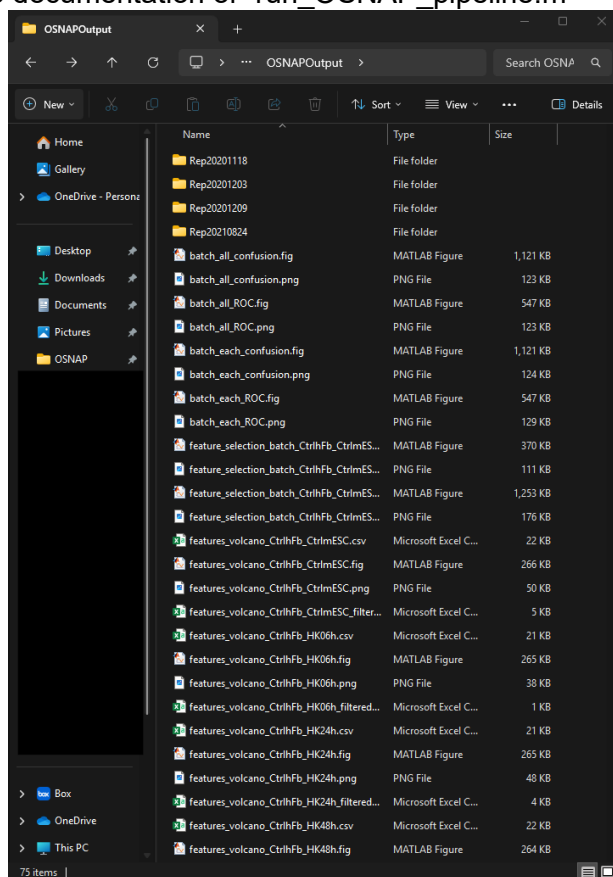 documentation of run_OSNAP_pipeline.m
OSNAPOutput
OSNAPOutput
Search OSNA
New
Sort
View
Details
Name
Type
Size
Home
Gallery
OneDrive - Persona
Desktop
Downloads
Documents
Pictures
OSNAP
Box
OneDrive
This PC
Rep20201118 File folder
Rep20201203 File folder
Rep20201209 File folder
Rep20210824 File folder
batch_all_confusion.fig MATLAB Figure 1,121 KB
batch_all_confusion.png PNG File 123 KB
batch_all_ROC.fig MATLAB Figure 547 KB
batch_all_ROC.png PNG File 123 KB
batch_each_confusion.fig MATLAB Figure 1,121 KB
batch_each_confusion.png PNG File 124 KB
batch_each_ROC.fig MATLAB Figure 547 KB
batch_each_ROC.png PNG File 129 KB
feature_selection_batch_CtrlhFb_CtrlmES... MATLAB Figure 370 KB
feature_selection_batch_CtrlhFb_CtrlmES... PNG File 111 KB
feature_selection_batch_CtrlhFb_CtrlmES... MATLAB Figure 1,253 KB
feature_selection_batch_CtrlhFb_CtrlmES... PNG File 176 KB
features_volcano_CtrlhFb_CtrlmESC.csv Microsoft Excel C... 22 KB
features_volcano_CtrlhFb_CtrlmESC.fig MATLAB Figure 266 KB
features_volcano_CtrlhFb_CtrlmESC.png PNG File 50 KB
features_volcano_CtrlhFb_CtrlmESC_filter... Microsoft Excel C... 5 KB
features_volcano_CtrlhFb_HK06h.csv Microsoft Excel C... 21 KB
features_volcano_CtrlhFb_HK06h.fig MATLAB Figure 265 KB
features_volcano_CtrlhFb_HK06h.png PNG File 38 KB
features_volcano_CtrlhFb_HK06h_filtered... Microsoft Excel C... 1 KB
features_volcano_CtrlhFb_HK24h.csv Microsoft Excel C... 21 KB
features_volcano_CtrlhFb_HK24h.fig MATLAB Figure 265 KB
features_volcano_CtrlhFb_HK24h.png PNG File 48 KB
features_volcano_CtrlhFb_HK24h_filtered... Microsoft Excel C... 4 KB
features_volcano_CtrlhFb_HK48h.csv Microsoft Excel C... 22 KB
features_volcano_CtrlhFb_HK48h.fig MATLAB Figure 264 KB
75 items